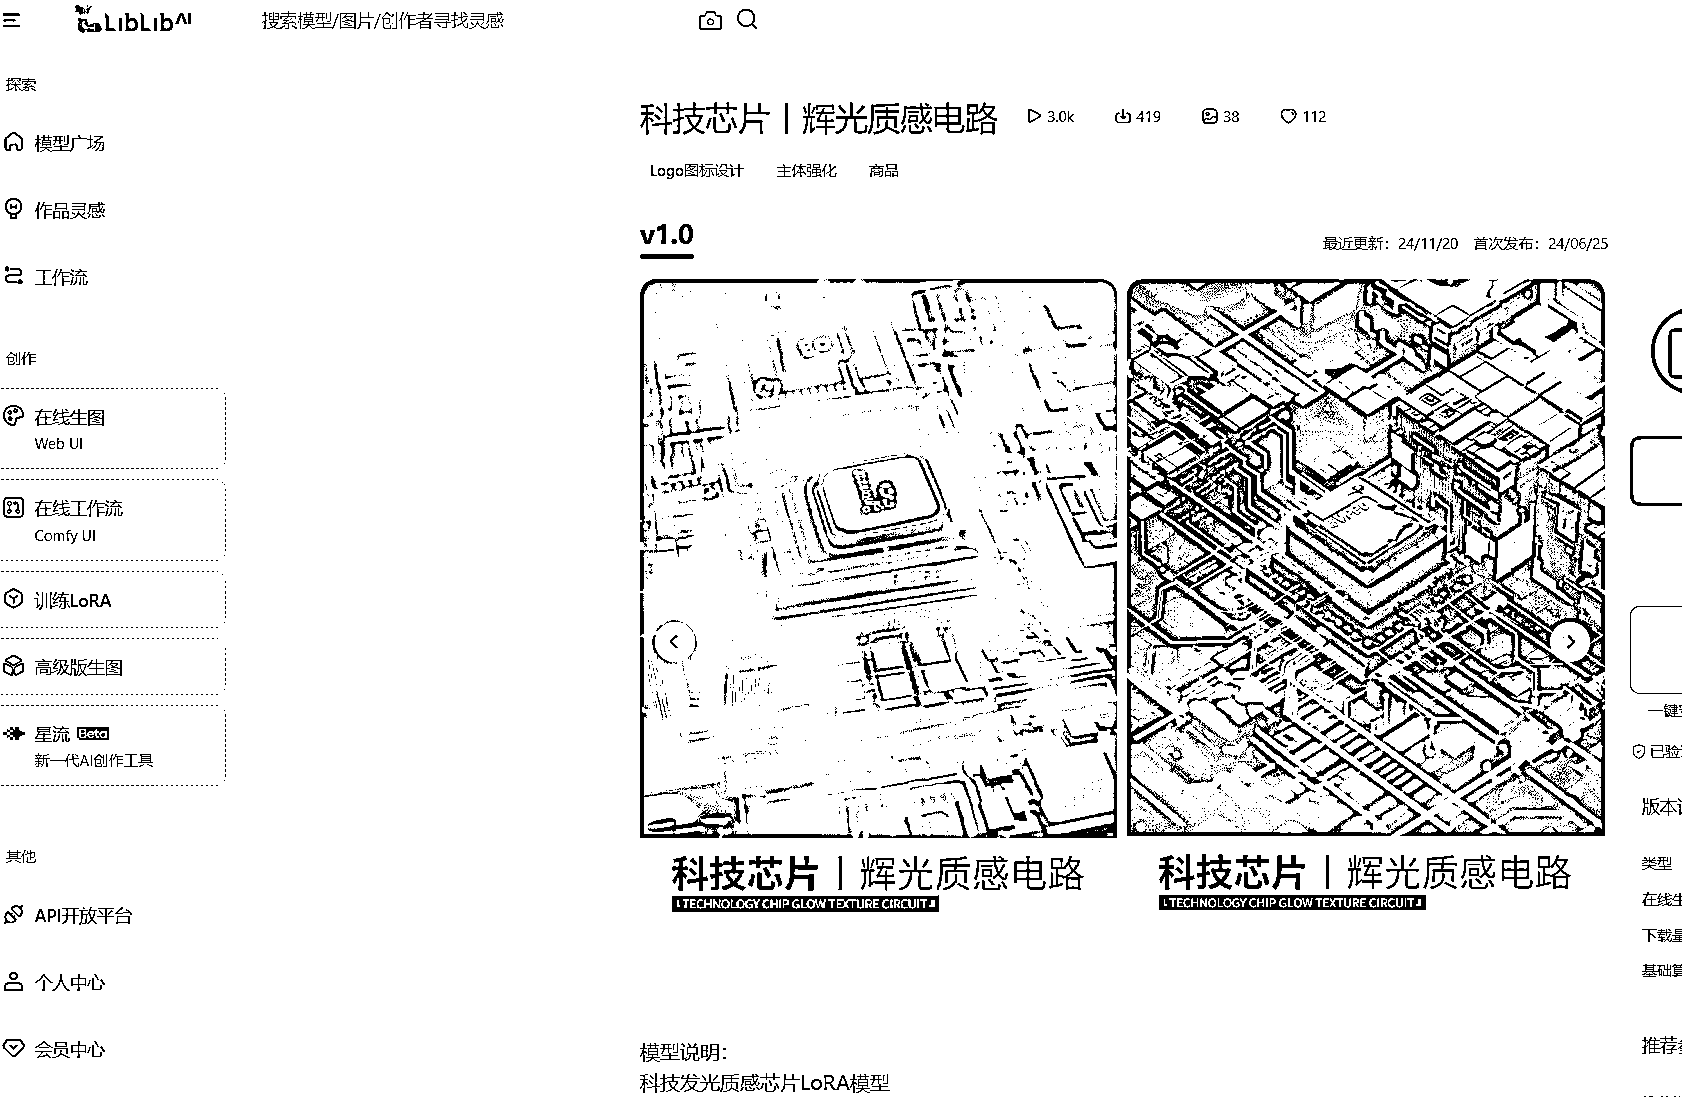 LibLibAI
搜索模型/图片/创作者寻找灵感
探索
模型广场
作品灵感
工作流
创作
在线生图
Web UI
在线工作流
Comfy UI
训练LoRA
高级版生图
星流 Beta
新一代AI创作工具
其他
API开放平台
个人中心
会员中心
科技芯片丨辉光质感电路
3.0k
419
38
112
Logo图标设计
主体强化
商品
v1.0
最近更新：24/11/20 首次发布：24/06/25
科技芯片丨辉光质感电路
TECHNOLOGY CHIP GLOW TEXTURE CIRCUIT
科技芯片丨辉光质感电路
TECHNOLOGY CHIP GLOW TEXTURE CIRCUIT
模型说明：
科技发光质感芯片LoRA模型
一键
已验
版本
类型
在线生
下载量
基础算
推荐